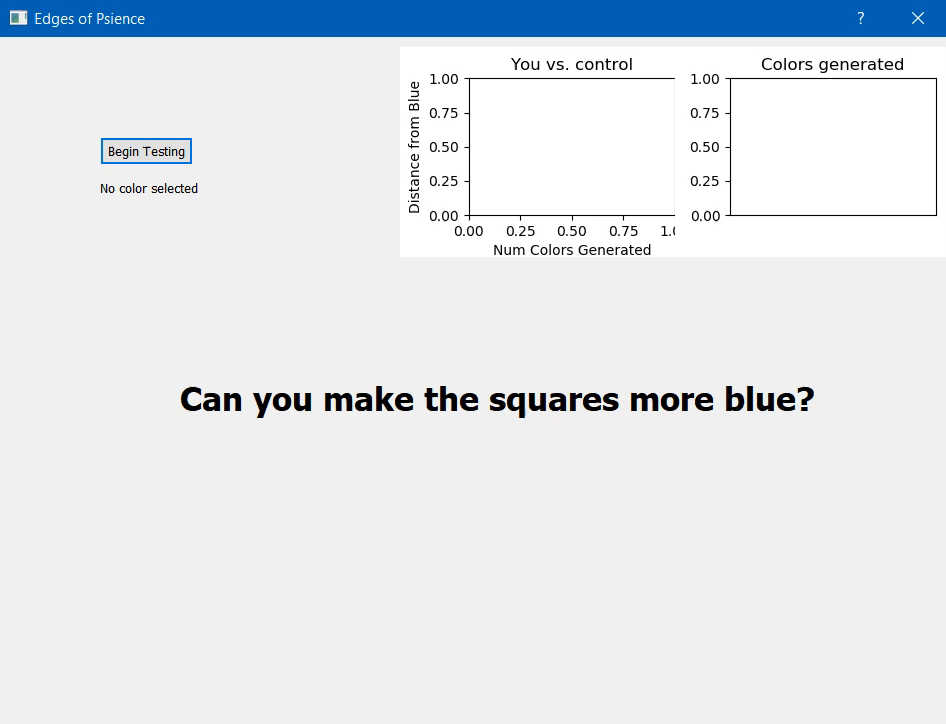 Edges of Psience
?
Begin Testing
No color selected
You vs. control
Distance from Blue
1.00
0.75
0.50
0.25
0.00
0.00 0.25 0.50 0.75 1.0
Num Colors Generated
Colors generated
1.00
0.75
0.50
0.25
0.00
Can you make the squares more blue?